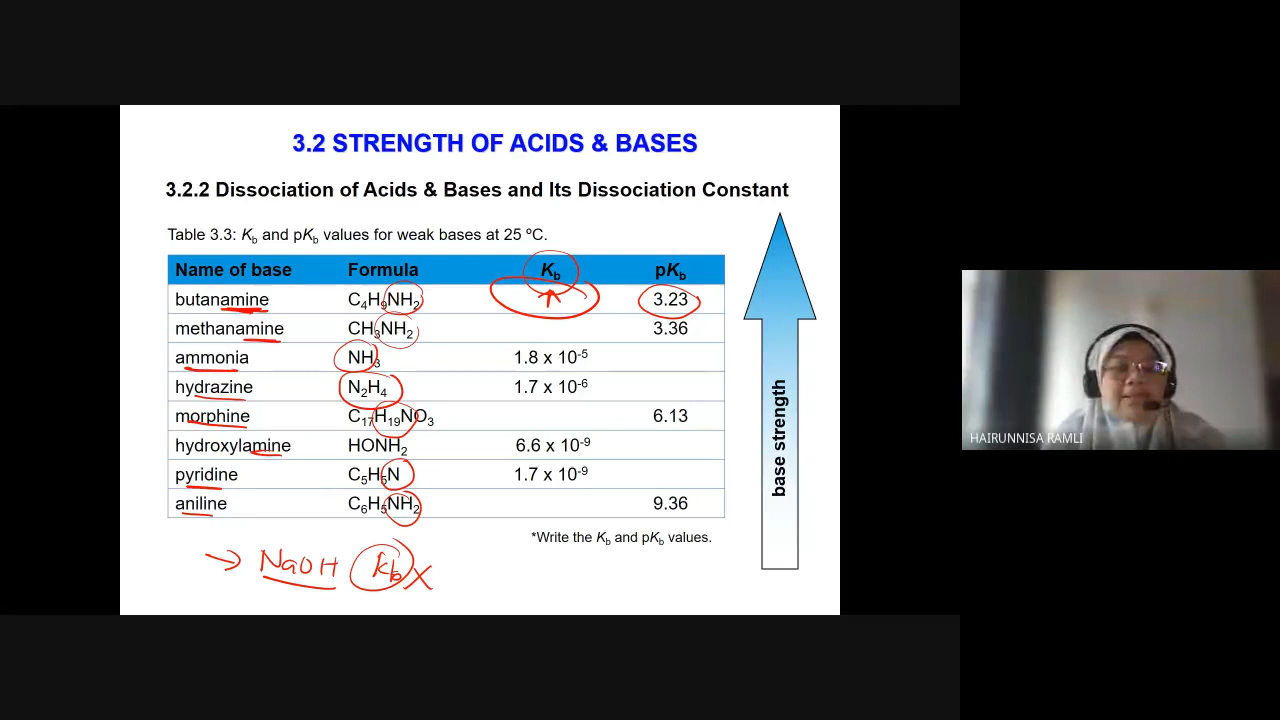 3.2 STRENGTH OF ACIDS & BASES
3.2.2 Dissociation of Acids & Bases and Its Dissociation Constant
Table 3.3: Kb and pKb values for weak bases at 25 ºC.
Name of base Formula Kb pKb
butanamine C4H9NH2 3.23
methanamine CH3NH2 3.36
ammonia NH3 1.8 x 10-5
hydrazine N2H4 1.7 x 10-6
morphine C17H19NO3 6.13
hydroxylamine HONH2 6.6 x 10-9
pyridine C5H5N 1.7 x 10-9
aniline C6H5NH2 9.36
*Write the Kb and pKb values.
→ NaOH kb X
base strength
HAIRUNNISA RAMLI